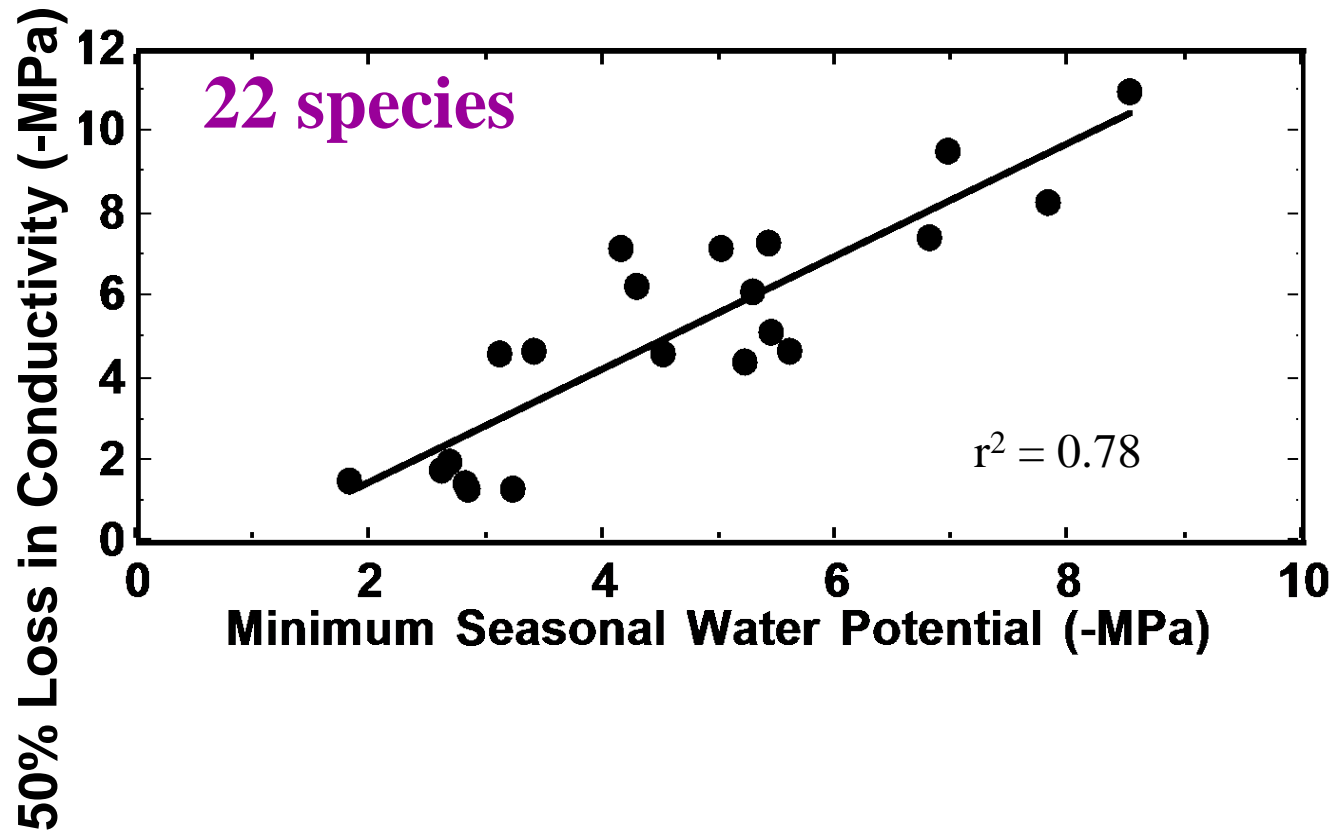 50% Loss in Conductivity (-MPa)
12
10
8
6
4
2
0
22 species
r² = 0.78
0 2 4 6 8 10
Minimum Seasonal Water Potential (-MPa)